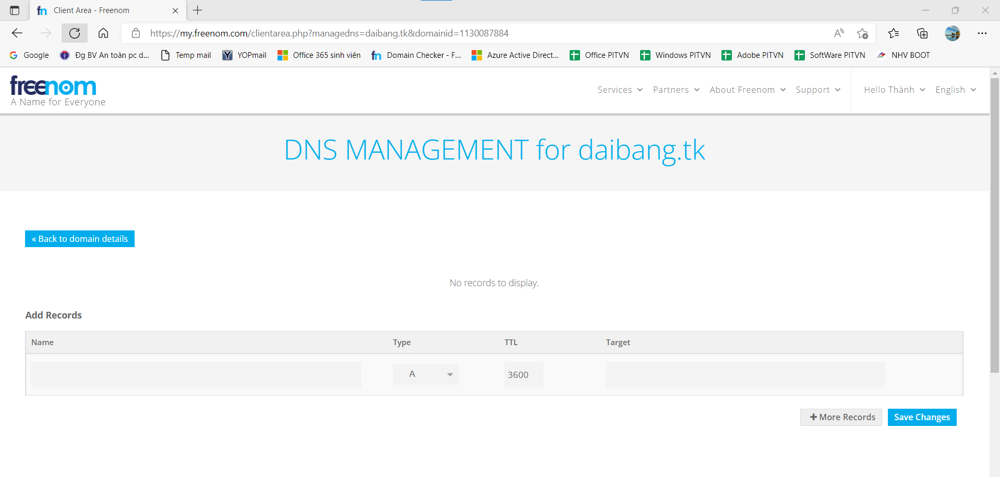 Client Area - Freenom
https://my.freenom.com/clientarea.php?managedns=daibang.tk&domainid=1130087884
Google
Đg BV An toàn pc d...
Temp mail
YOPmail
Office 365 sinh viên
Domain Checker - F...
Azure Active Direct...
Office PITVN
Windows PITVN
Adobe PITVN
SoftWare PITVN
NHV BOOT
freenom
A Name for Everyone
Services
Partners
About Freenom
Support
Hello Thành
English
DNS MANAGEMENT for daibang.tk
« Back to domain details
No records to display.
Add Records
Name Type TTL Target
A 3600
+ More Records
Save Changes